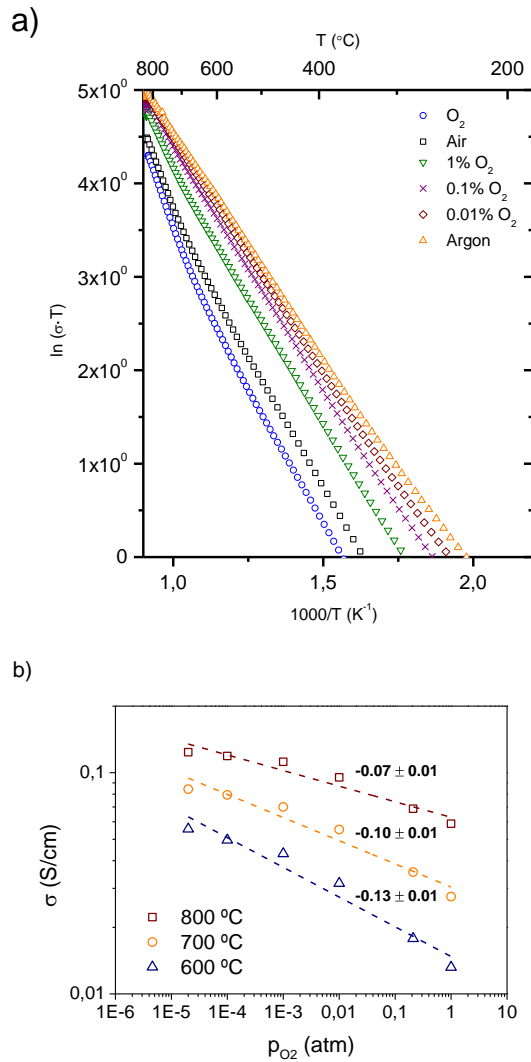 a)
T (°C)
800 600 400 200
5x10⁰
4x10⁰
3x10⁰
2x10⁰
1x10⁰
0
ln (σ·T)
O₂
Air
1% O₂
0.1% O₂
0.01% O₂
Argon
1,0 1,5 2,0
1000/T (K⁻¹)
b)
0,1
0,01
σ (S/cm)
-0.07 ± 0.01
-0.10 ± 0.01
-0.13 ± 0.01
800 ºC
700 ºC
600 ºC
1E-6 1E-5 1E-4 1E-3 0,01 0,1 1 10
pO2 (atm)